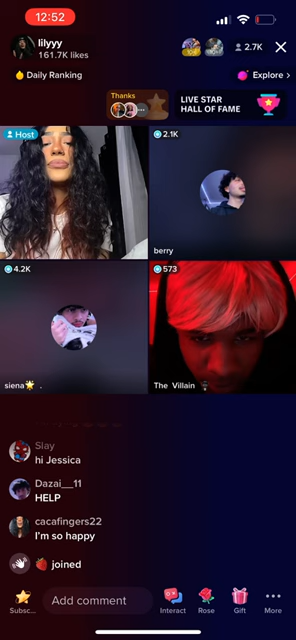 12:52
lilyyy
161.7K likes
2.7K
Daily Ranking
Explore >
Thanks
LIVE STAR
HALL OF FAME
Host
2.1K
berry
4.2K
siena🌟 .
573
The Villain
Slay
hi Jessica
Dazai__11
HELP
cacafingers22
I'm so happy
🍓 joined
Subsc...
Add comment
Interact
Rose
Gift
More